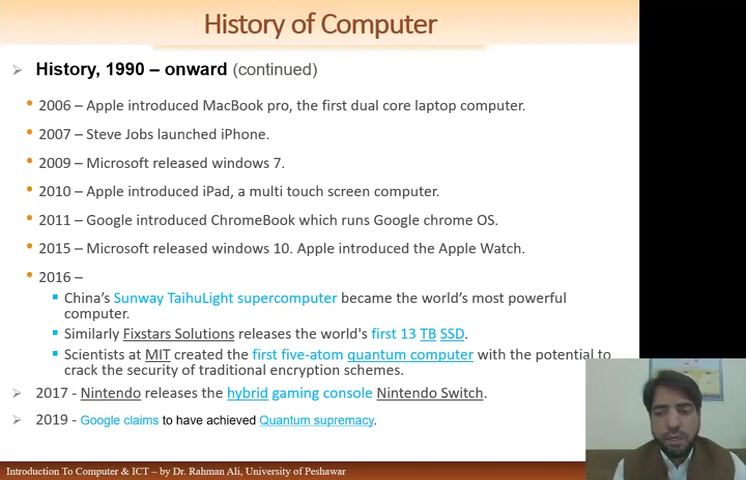 History of Computer
History, 1990 – onward (continued)
2006 – Apple introduced MacBook pro, the first dual core laptop computer.
2007 – Steve Jobs launched iPhone.
2009 – Microsoft released windows 7.
2010 – Apple introduced iPad, a multi touch screen computer.
2011 – Google introduced ChromeBook which runs Google chrome OS.
2015 – Microsoft released windows 10. Apple introduced the Apple Watch.
2016 –
China's Sunway TaihuLight supercomputer became the world's most powerful
computer.
Similarly Fixstars Solutions releases the world's first 13 TB SSD.
Scientists at MIT created the first five-atom quantum computer with the potential to
crack the security of traditional encryption schemes.
2017 - Nintendo releases the hybrid gaming console Nintendo Switch.
2019 - Google claims to have achieved Quantum supremacy.
Introduction To Computer & ICT – by Dr. Rahman Ali, University of Peshawar